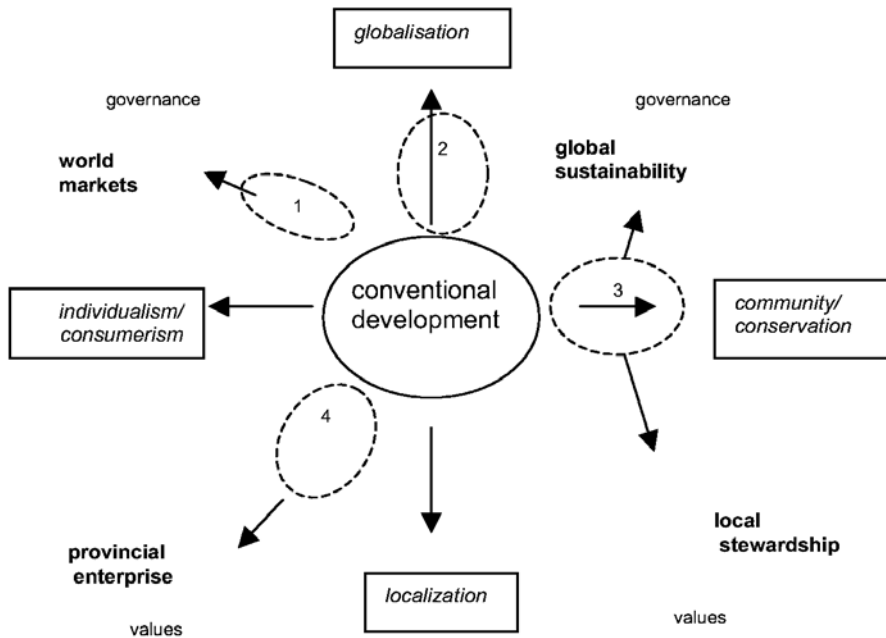 globalisation
governance
governance
world
markets
2
global
sustainability
1
conventional
development
3
individualism/
consumerism
community/
conservation
4
local
stewardship
provincial
enterprise
localization
values
values